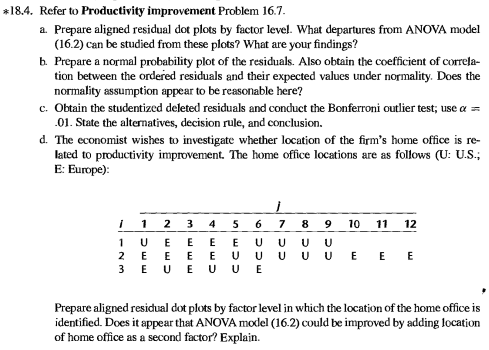 *18.4. Refer to Productivity improvement Problem 16.7.
a. Prepare aligned residual dot plots by factor level. What departures from ANOVA model
(16.2) can be studied from these plots? What are your findings?
b. Prepare a normal probability plot of the residuals. Also obtain the coefficient of correla-
tion between the ordered residuals and their expected values under normality. Does the
normality assumption appear to be reasonable here?
c. Obtain the studentized deleted residuals and conduct the Bonferroni outlier test; use α =
.01. State the alternatives, decision rule, and conclusion.
d. The economist wishes to investigate whether location of the firm's home office is re-
lated to productivity improvement. The home office locations are as follows (U: U.S.;
E: Europe):
j
i 1 2 3 4 5 6 7 8 9 10 11 12
1 U E E E E U U U U
2 E E E E U U U U U E E E
3 E U E U U E
Prepare aligned residual dot plots by factor level in which the location of the home office is
identified. Does it appear that ANOVA model (16.2) could be improved by adding location
of home office as a second factor? Explain.